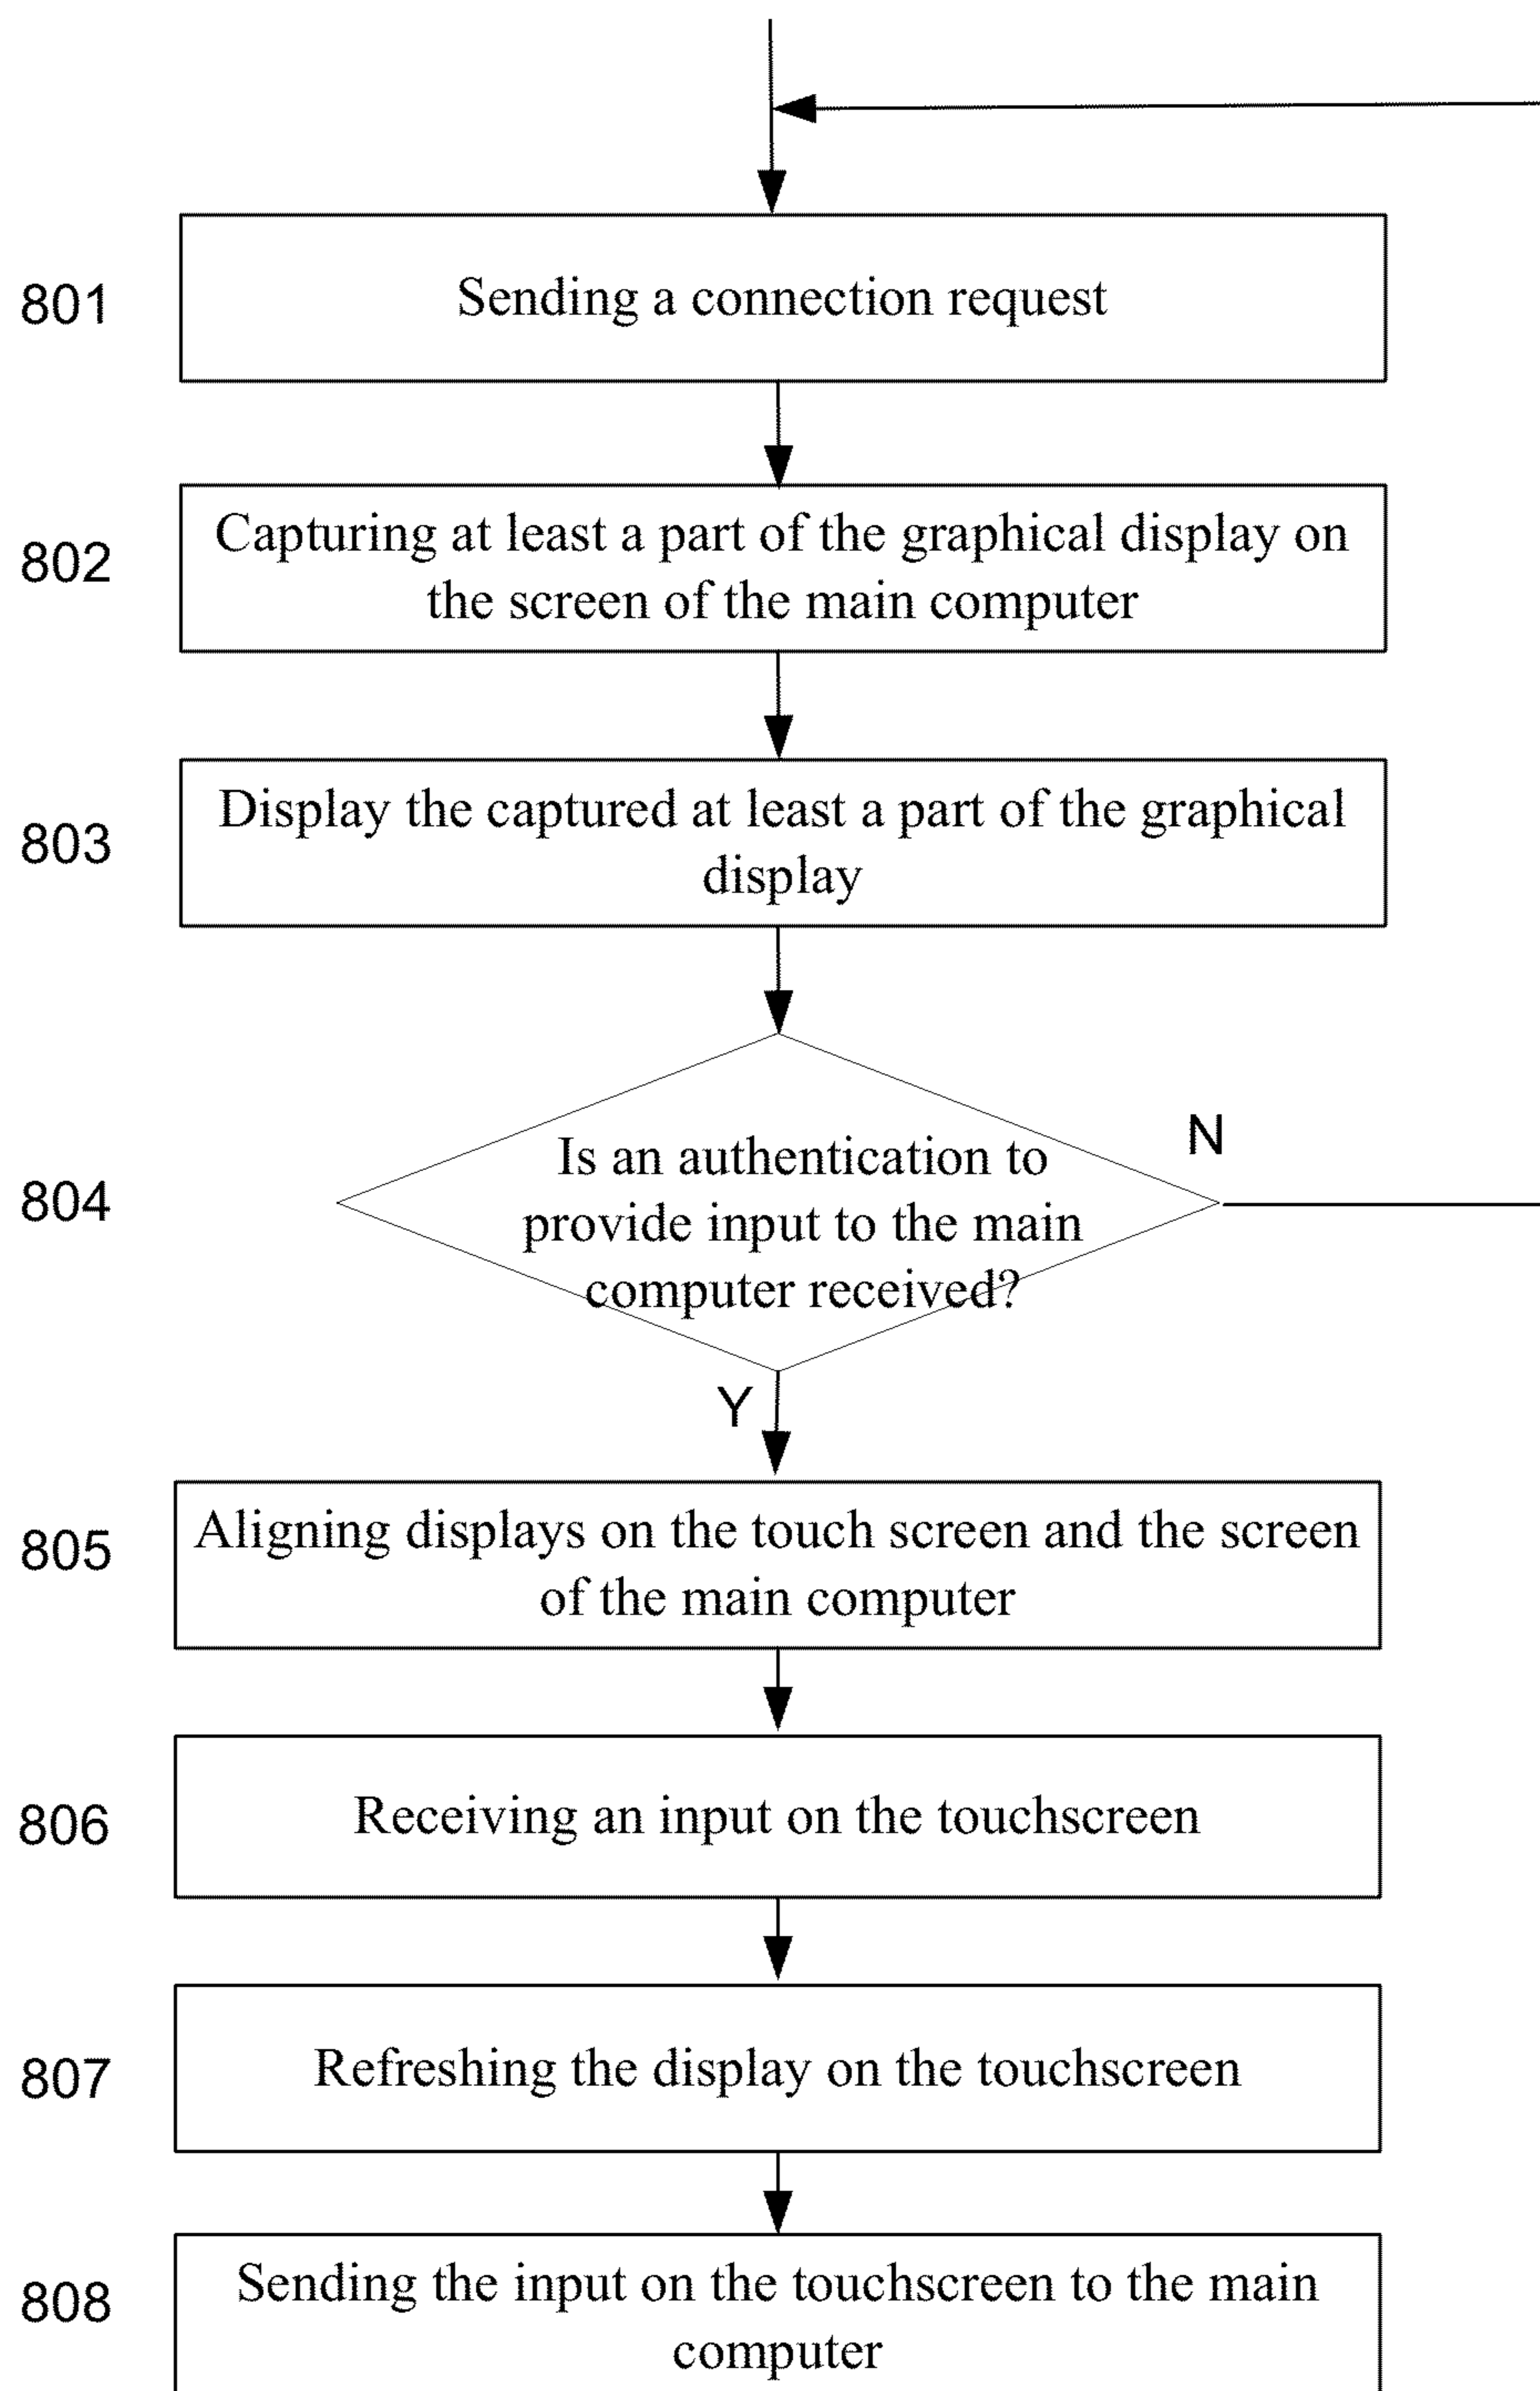 801
Sending a connection request
802
Capturing at least a part of the graphical display on
the screen of the main computer
803
Display the captured at least a part of the graphical
display
804
Is an authentication to
provide input to the main
computer received?
N
Y
805
Aligning displays on the touch screen and the screen
of the main computer
806
Receiving an input on the touchscreen
807
Refreshing the display on the touchscreen
808
Sending the input on the touchscreen to the main
computer